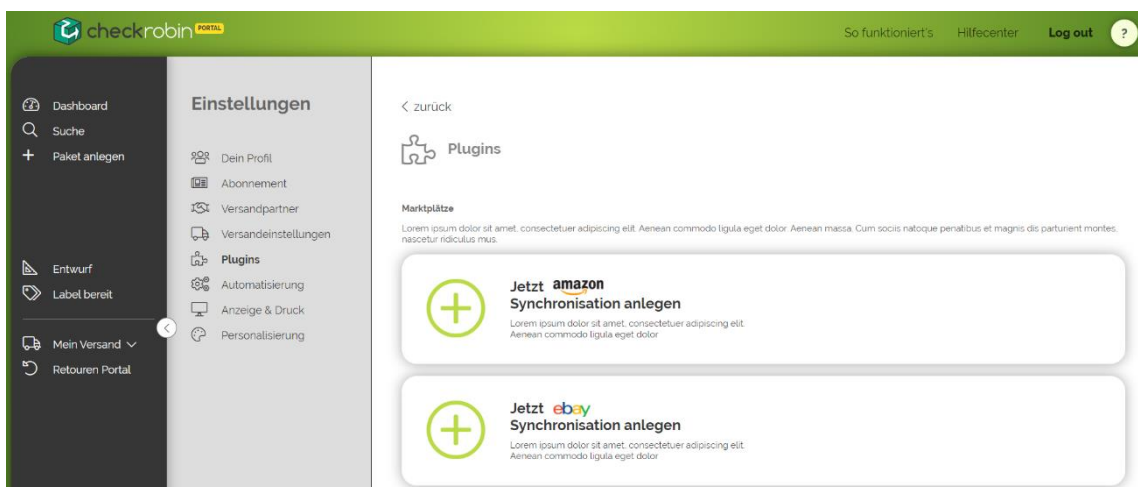 checkrobin PORTAL
So funktioniert's
Hilfecenter
Log out
?
Dashboard
Suche
Paket anlegen
Entwurf
Label bereit
Mein Versand
Retouren Portal
Einstellungen
Dein Profil
Abonnement
Versandpartner
Versandeinstellungen
Plugins
Automatisierung
Anzeige & Druck
Personalisierung
< zurück
Plugins
Marktplätze
Lorem ipsum dolor sit amet, consectetuer adipiscing elit. Aenean commodo ligula eget dolor. Aenean massa. Cum sociis natoque penatibus et magnis dis parturient montes,
nascetur ridiculus mus.
Jetzt amazon
Synchronisation anlegen
Lorem ipsum dolor sit amet, consectetuer adipiscing elit.
Aenean commodo ligula eget dolor
Jetzt ebay
Synchronisation anlegen
Lorem ipsum dolor sit amet, consectetuer adipiscing elit.
Aenean commodo ligula eget dolor